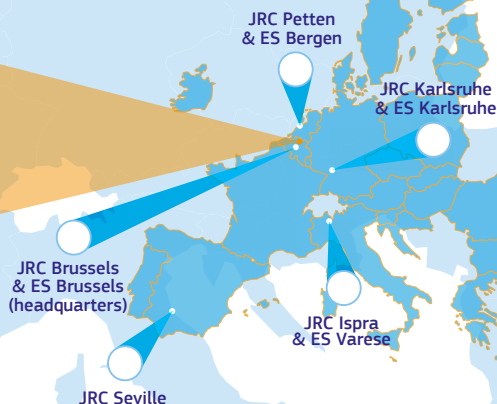 JRC Petten
& ES Bergen
JRC Karlsruhe
& ES Karlsruhe
JRC Brussels
& ES Brussels
(headquarters)
JRC Ispra
& ES Varese
JRC Seville